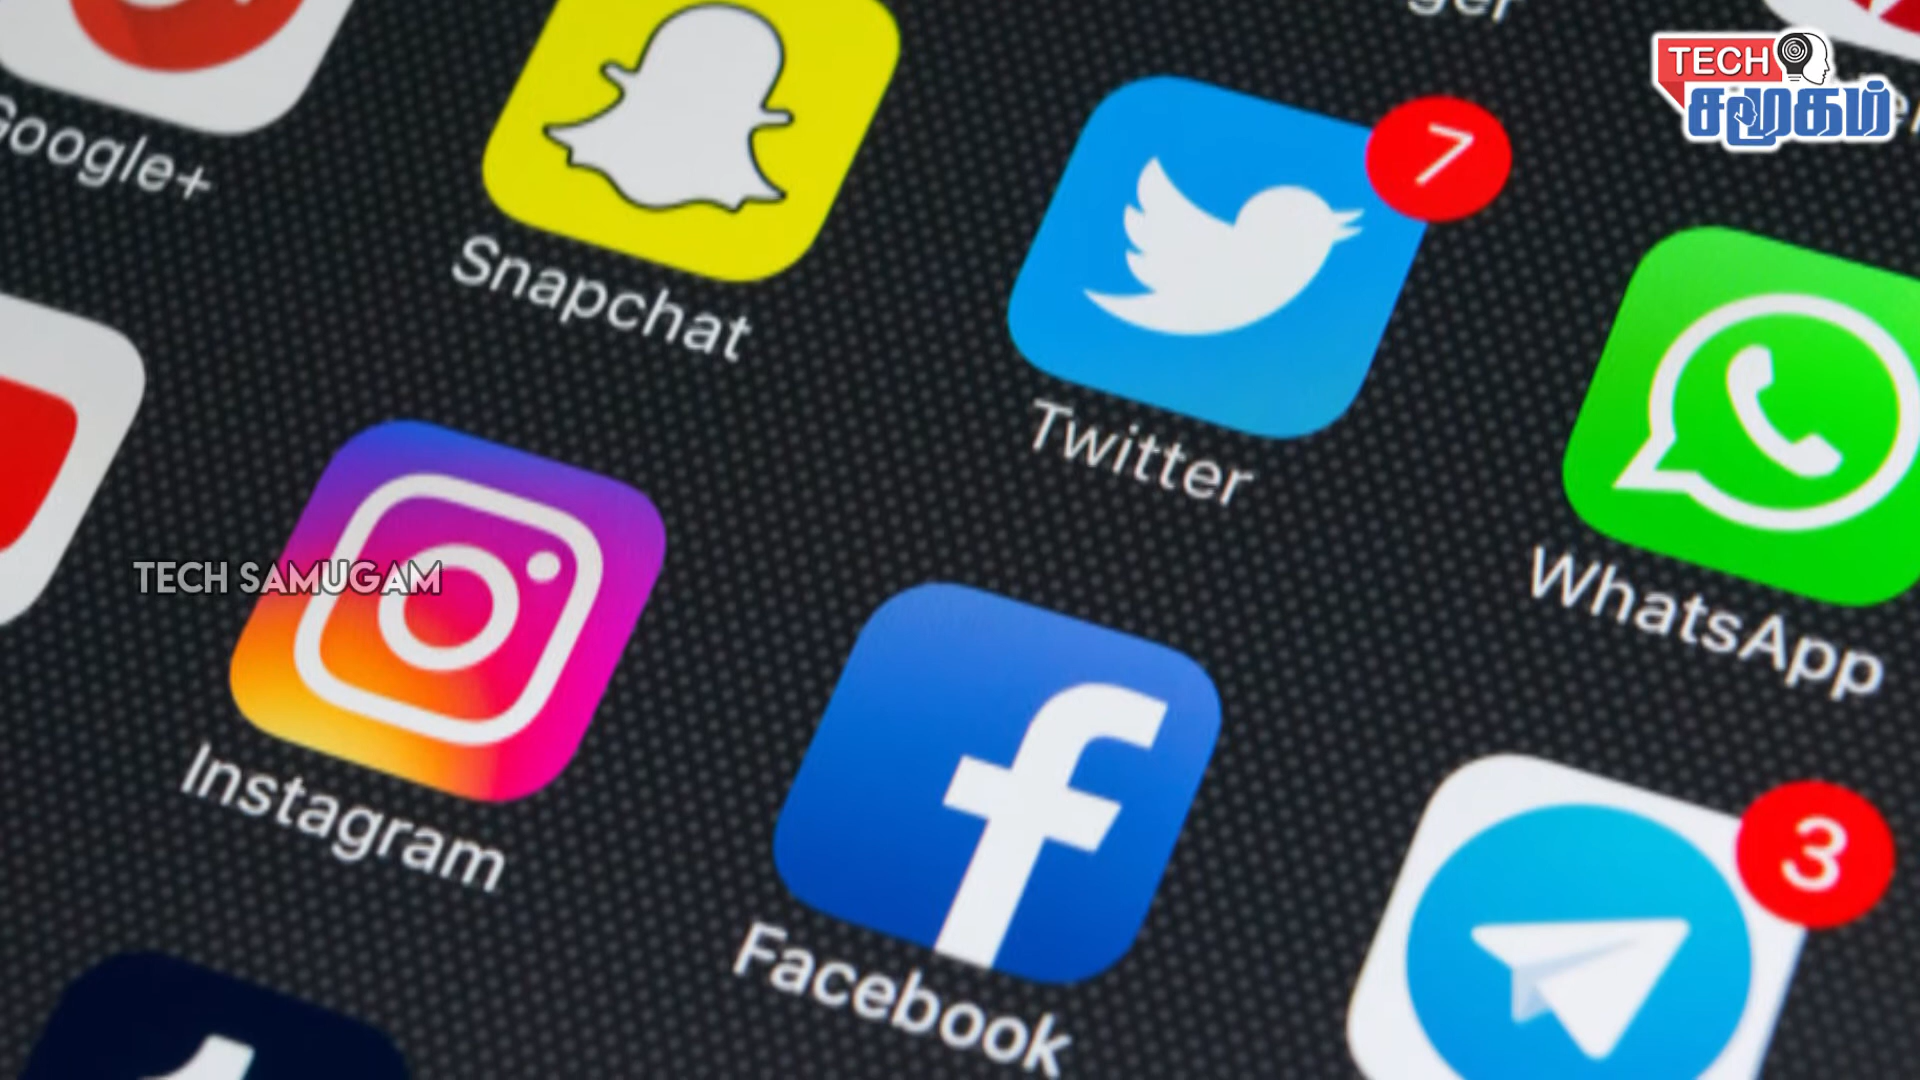 TECH
சமூகம்
Google+
Snapchat
7
Twitter
WhatsApp
TECH SAMUGAM
Instagram
Facebook
3